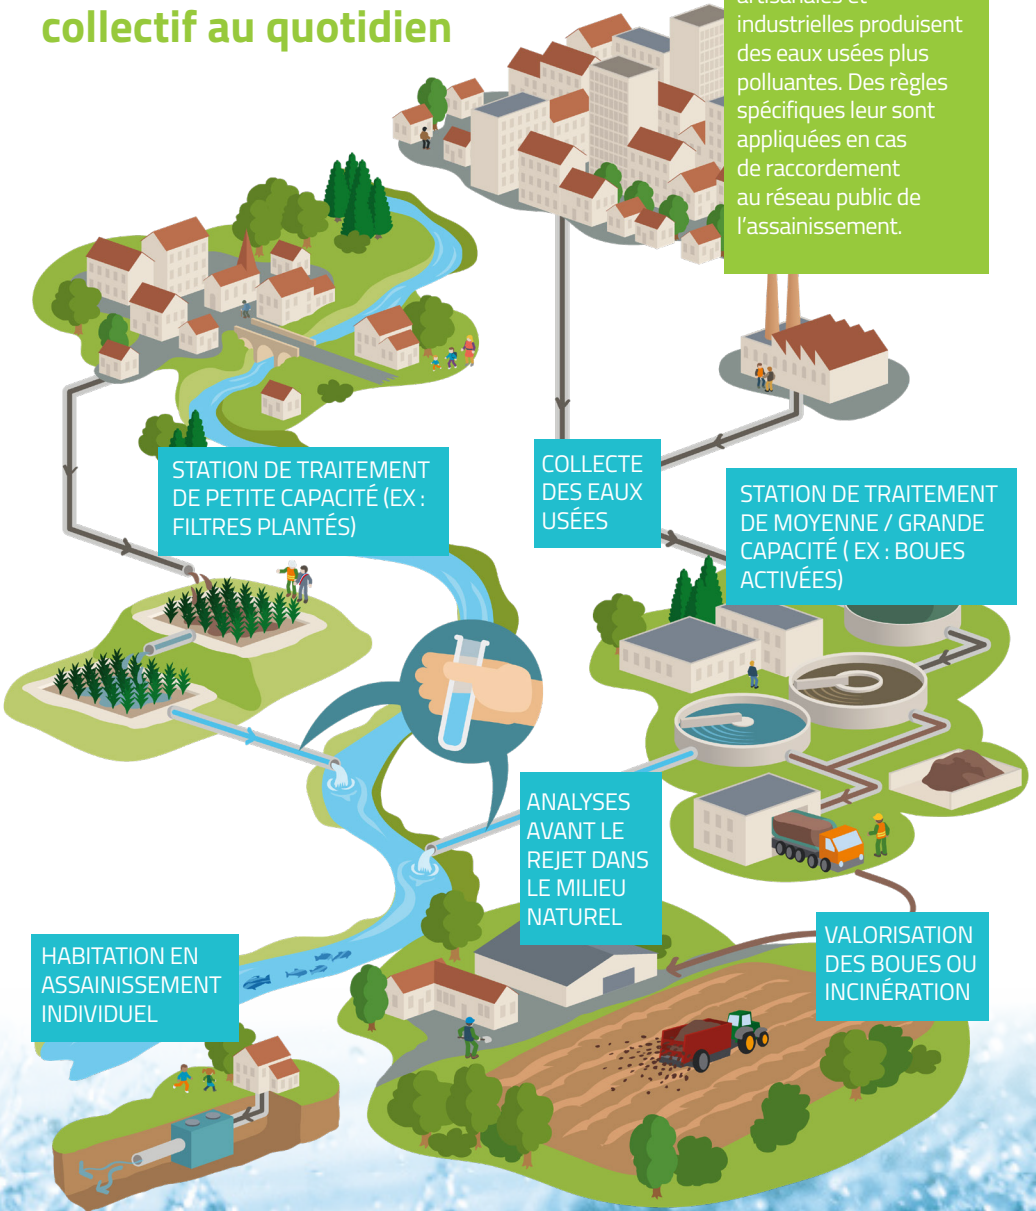 collectif au quotidien
artisanales et
industrielles produisent
des eaux usées plus
polluantes. Des règles
spécifiques leur sont
appliquées en cas
de raccordement
au réseau public de
l’assainissement.
STATION DE TRAITEMENT
DE PETITE CAPACITÉ (EX :
FILTRES PLANTÉS)
COLLECTE
DES EAUX
USÉES
STATION DE TRAITEMENT
DE MOYENNE / GRANDE
CAPACITÉ ( EX : BOUES
ACTIVÉES)
ANALYSES
AVANT LE
REJET DANS
LE MILIEU
NATUREL
HABITATION EN
ASSAINISSEMENT
INDIVIDUEL
VALORISATION
DES BOUES OU
INCINÉRATION